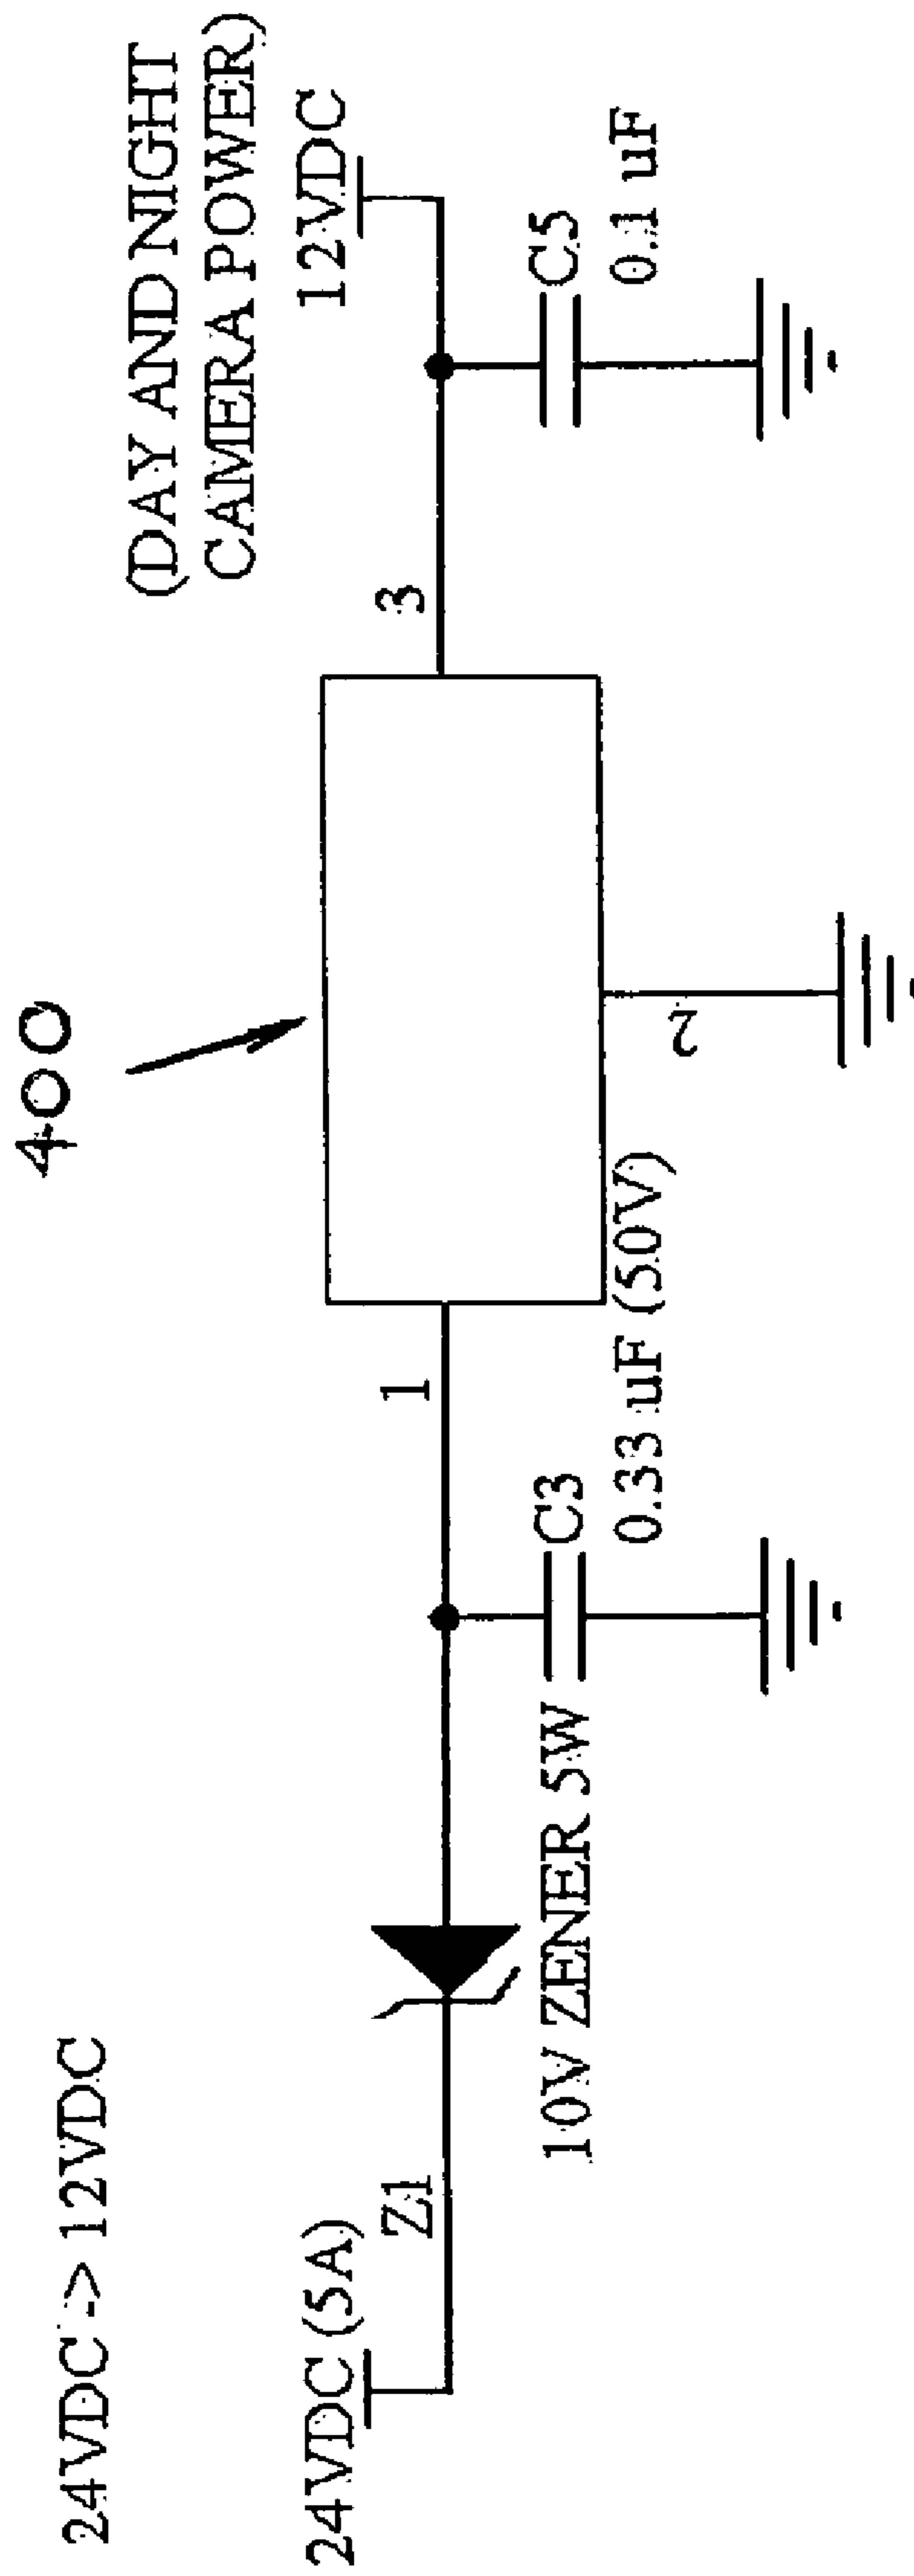 24VDC -> 12VDC
400
(DAY AND NIGHT
CAMERA POWER)
24VDC (5A)
12VDC
Z1
1
3
10V ZENER 5W
C3
0.33 uF (50V)
2
C5
0.1 uF